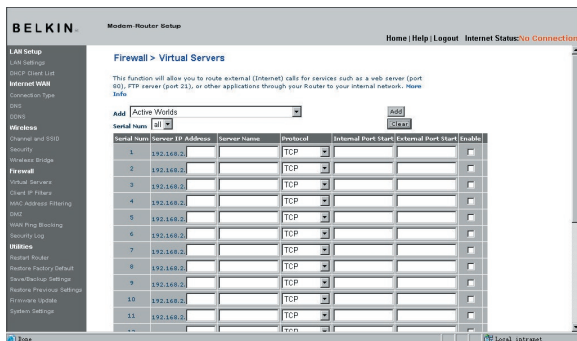 BELKIN
Modem-Router Setup
Home | Help | Logout Internet Status: No Connection
LAN Setup
LAN Settings
DHCP Client List
Internet WAN
Connection Type
DNS
DDNS
Wireless
Channel and SSID
Security
Wireless Bridge
Firewall
Virtual Servers
Client IP Filters
MAC Address Filtering
DMZ
WAN Ping Blocking
Security Log
Utilities
Restart Router
Restore Factory Default
Save/Backup Settings
Restore Previous Settings
Firmware Update
System Settings
Firewall > Virtual Servers
This function will allow you to route external (Internet) calls for services such as a web server (port
80), FTP server (port 21), or other applications through your Router to your internal network. More
Info
Add Active Worlds Add
Serial Num all Clear
Serial Num Server IP Address Server Name Protocol Internal Port Start External Port Start Enable
1 192.168.2. TCP
2 192.168.2. TCP
3 192.168.2. TCP
4 192.168.2. TCP
5 192.168.2. TCP
6 192.168.2. TCP
7 192.168.2. TCP
8 192.168.2. TCP
9 192.168.2. TCP
10 192.168.2. TCP
11 192.168.2. TCP
12 TCP
Done Local intranet